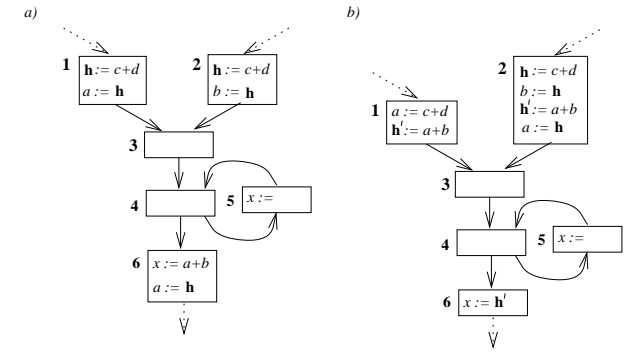 a)
1
h := c+d
a := h
2
h := c+d
b := h
3
4
5
x :=
6
x := a+b
a := h
b)
1
a := c+d
h' := a+b
2
h := c+d
b := h
h' := a+b
a := h
3
4
5
x :=
6
x := h'